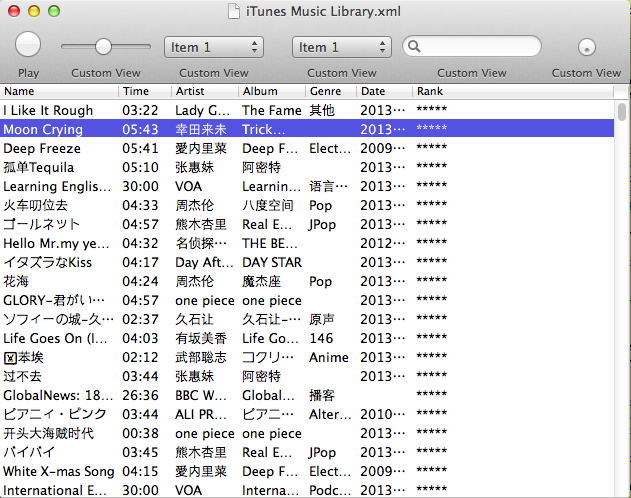 iTunes Music Library.xml
Item 1 Item 1
Play Custom View Custom View Custom View Custom View Custom View
Name Time Artist Album Genre Date Rank
I Like It Rough 03:22 Lady G... The Fame 其他 2013... *****
Moon Crying 05:43 幸田来未 Trick... 2013... *****
Deep Freeze 05:41 愛内里菜 Deep F... Elect... 2009... *****
孤单Tequila 05:10 张惠妹 阿密特 2013... *****
Learning Englis... 30:00 VOA Learnin... 语言... 2013... *****
火车叨位去 04:33 周杰伦 八度空间 Pop 2013... *****
ゴールネット 04:57 熊木杏里 Real E... JPop 2013... *****
Hello Mr.my ye... 04:32 名侦探... THE BE... 2012... *****
イタズラなKiss 04:17 Day Aft... DAY STAR 2013... *****
花海 04:24 周杰伦 魔杰座 Pop 2013... *****
GLORY-君がい... 04:57 one piece one piece 2013... *****
ソフィーの城-久... 02:37 久石让 久石让-... 原声 2013... *****
Life Goes On (I... 04:03 有坂美香 Life Go... 146 2013... *****
苯埃 02:12 武部聡志 コクリ... Anime 2013... *****
过不去 03:44 张惠妹 阿密特 2013... *****
GlobalNews: 18... 26:36 BBC W... Global... 播客 *****
ピアニィ・ピンク 03:44 ALI PR... ピアニ... Alter... 2010... *****
开头大海贼时代 00:38 one piece one piece 2013... *****
バイバイ 03:45 熊木杏里 Real E... JPop 2013... *****
White X-mas Song 04:15 愛内里菜 Deep F... Elect... 2009... *****
International E... 30:00 VOA Interna... Podc... 2013... *****